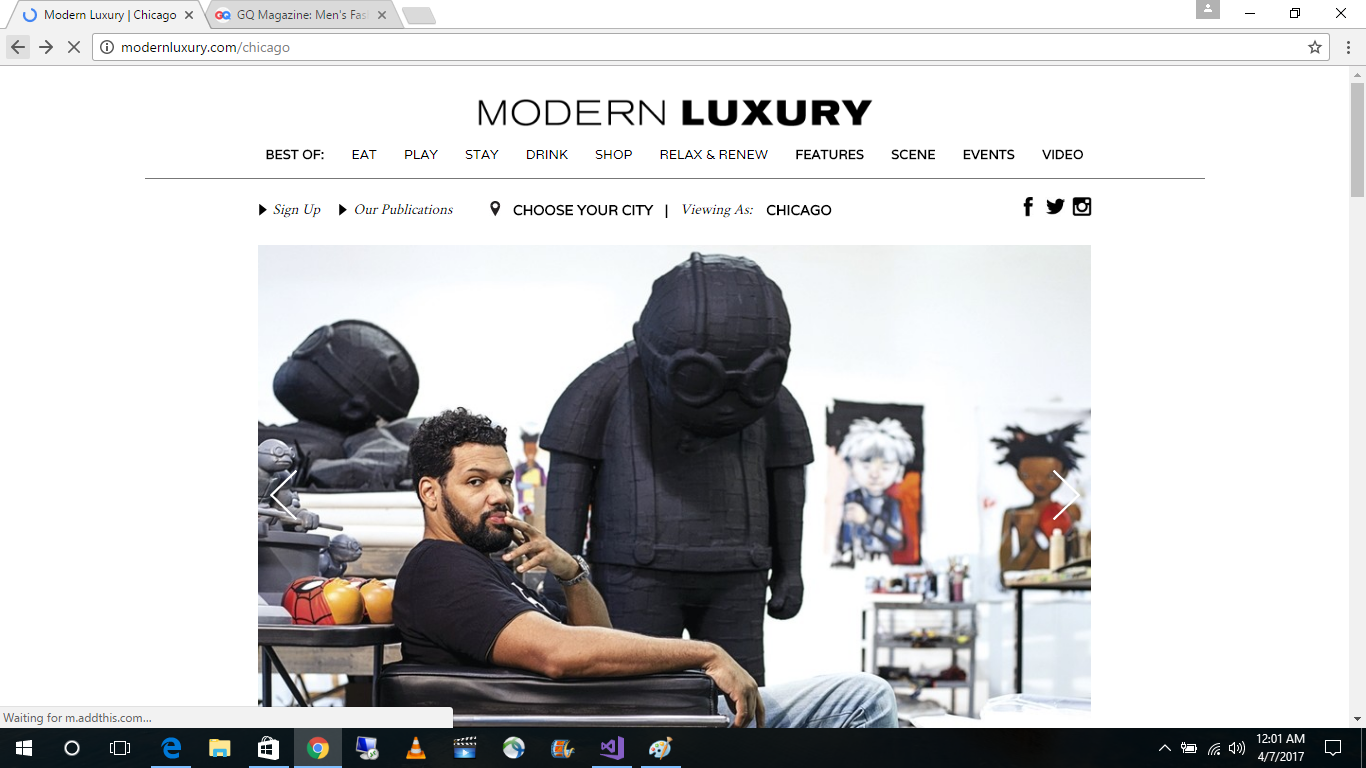 Modern Luxury | Chicago
GQ Magazine: Men's Fash
modernluxury.com/chicago
MODERN LUXURY
BEST OF: EAT PLAY STAY DRINK SHOP RELAX & RENEW FEATURES SCENE EVENTS VIDEO
Sign Up Our Publications CHOOSE YOUR CITY | Viewing As: CHICAGO
Waiting for m.addthis.com...
12:01 AM
4/7/2017